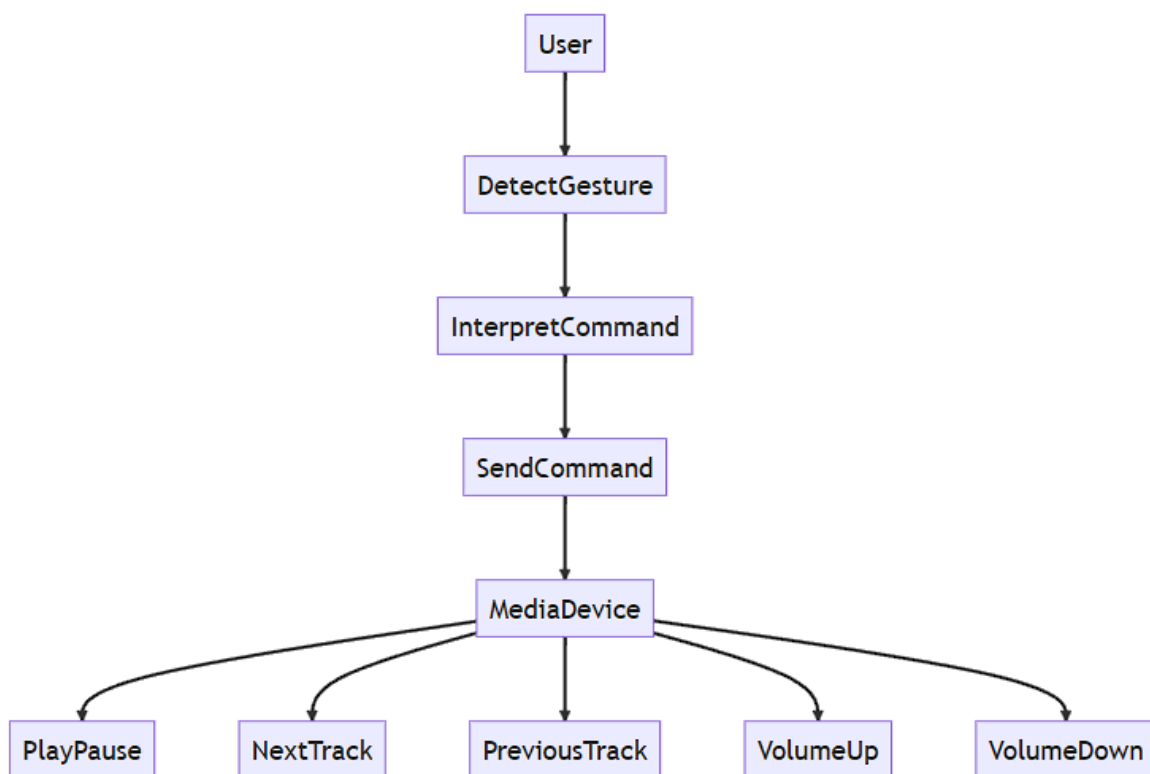 User
DetectGesture
InterpretCommand
SendCommand
MediaDevice
PlayPause
NextTrack
PreviousTrack
VolumeUp
VolumeDown